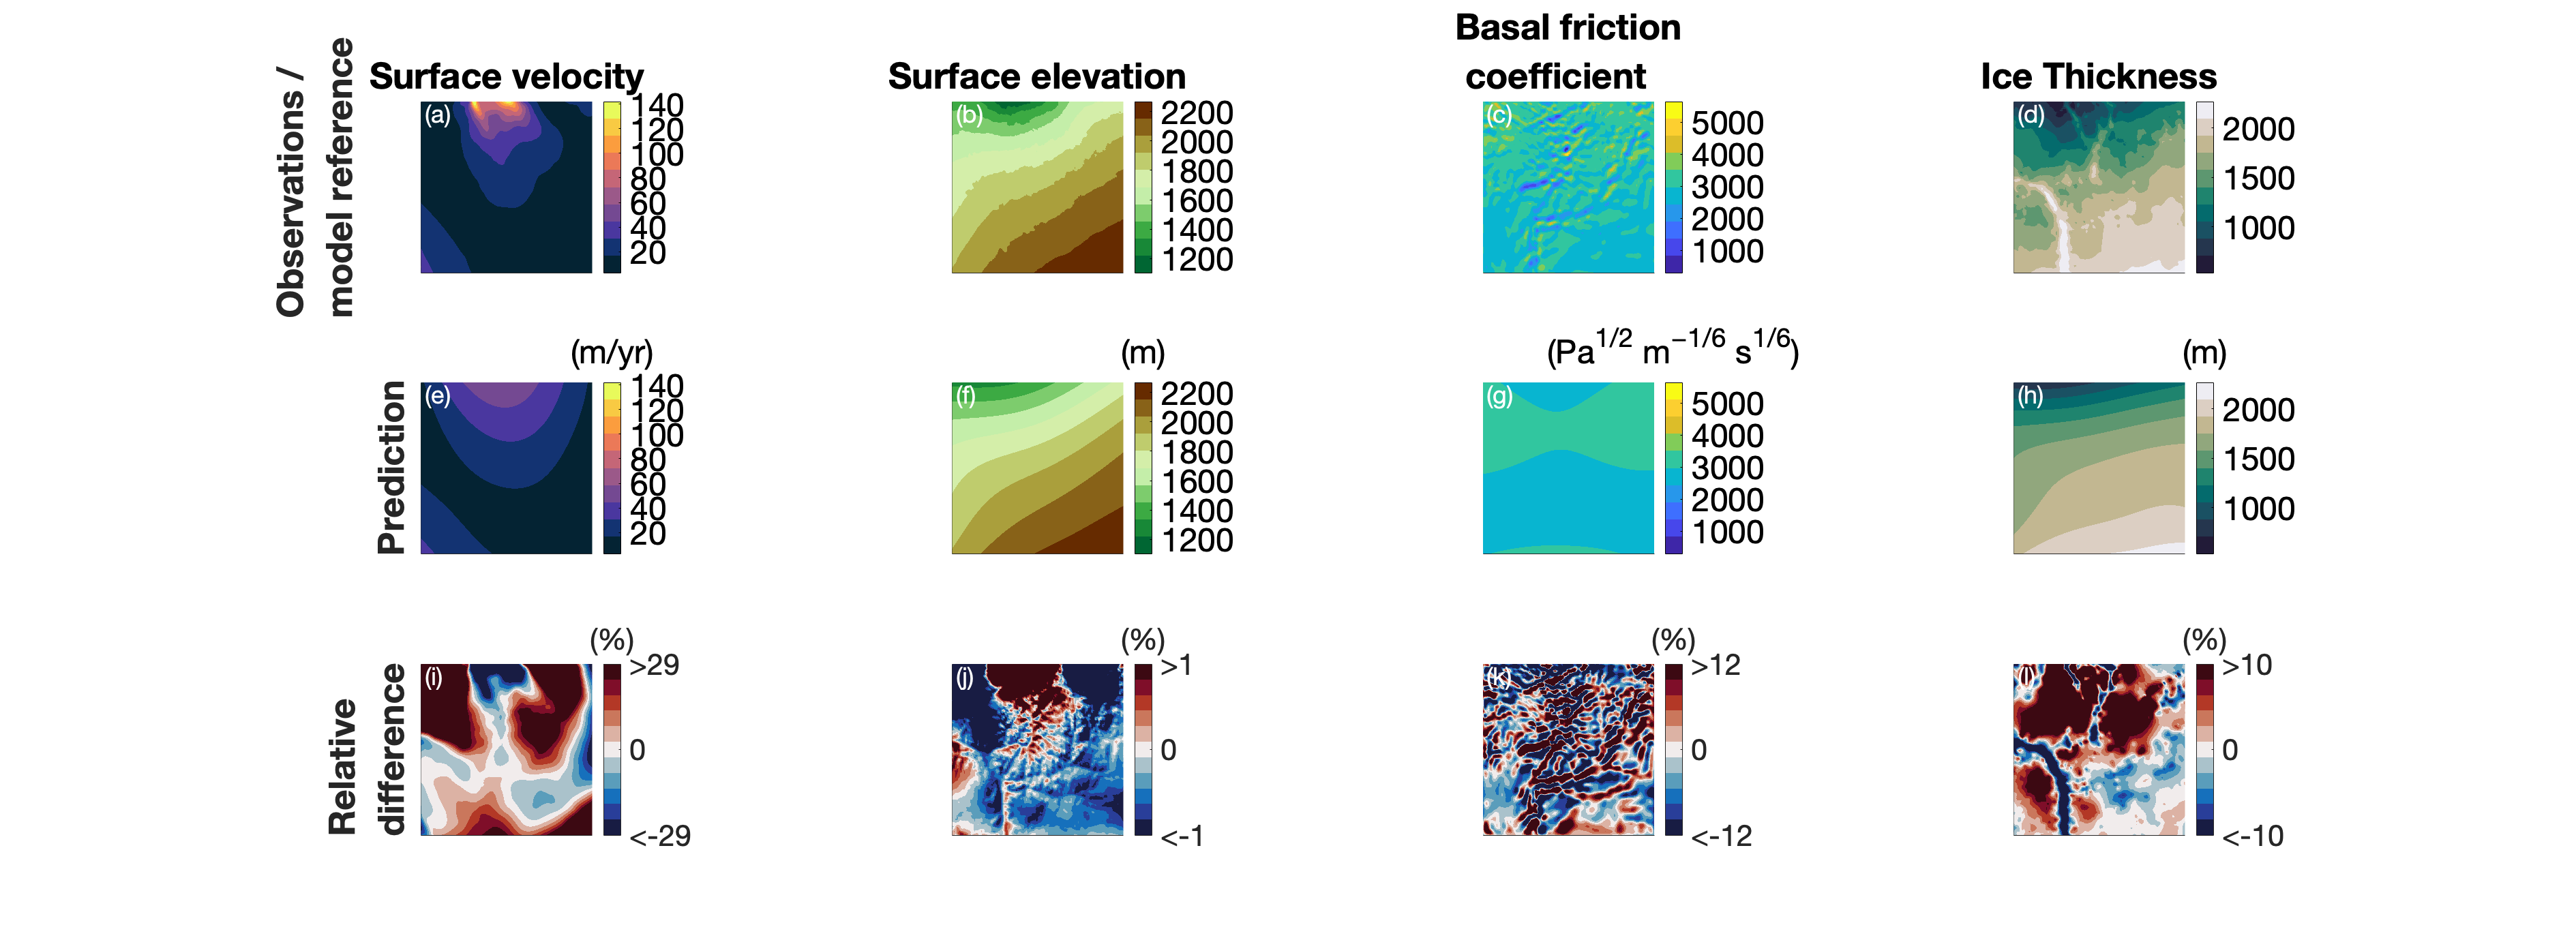 Observations /
model reference
Surface velocity
Surface elevation
Basal friction
coefficient
Ice Thickness
(a)
140
120
100
80
60
40
20
(b)
2200
2000
1800
1600
1400
1200
(c)
5000
4000
3000
2000
1000
(d)
2000
1500
1000
Prediction
(m/yr)
(m)
(Pa^1/2 m^−1/6 s^1/6)
(m)
(e)
140
120
100
80
60
40
20
(f)
2200
2000
1800
1600
1400
1200
(g)
5000
4000
3000
2000
1000
(h)
2000
1500
1000
Relative
difference
(%)
(%)
(%)
(%)
(i)
>29
0
<-29
(j)
>1
0
<-1
(k)
>12
0
<-12
(l)
>10
0
<-10